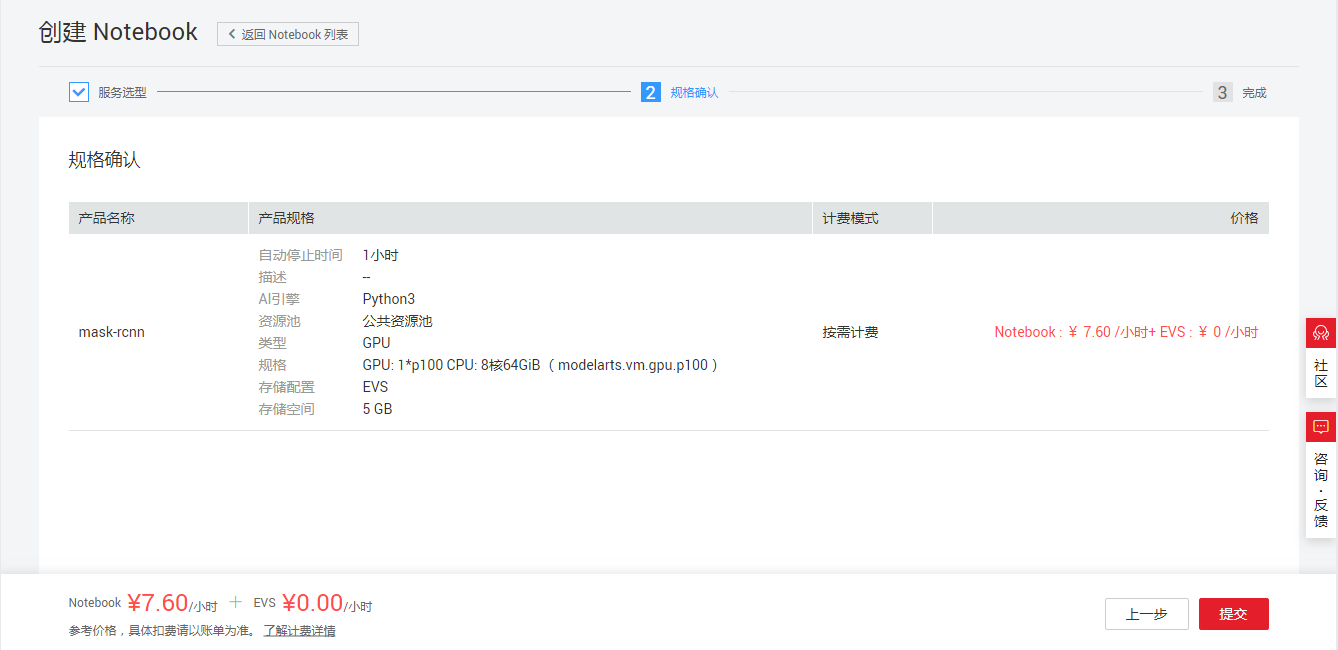 创建 Notebook
返回 Notebook 列表
服务选型
2 规格确认
3 完成
规格确认
产品名称 产品规格 计费模式 价格
自动停止时间 1小时
描述 --
AI引擎 Python3
资源池 公共资源池
mask-rcnn 按需计费 Notebook : ¥ 7.60 /小时+ EVS : ¥ 0 /小时
类型 GPU
规格 GPU: 1*p100 CPU: 8核64GiB（ modelarts.vm.gpu.p100 ）
存储配置 EVS
存储空间 5 GB
社
区
咨
询
·
反
馈
Notebook ¥7.60/小时 + EVS ¥0.00/小时
参考价格，具体扣费请以账单为准。 了解计费详情
上一步
提交